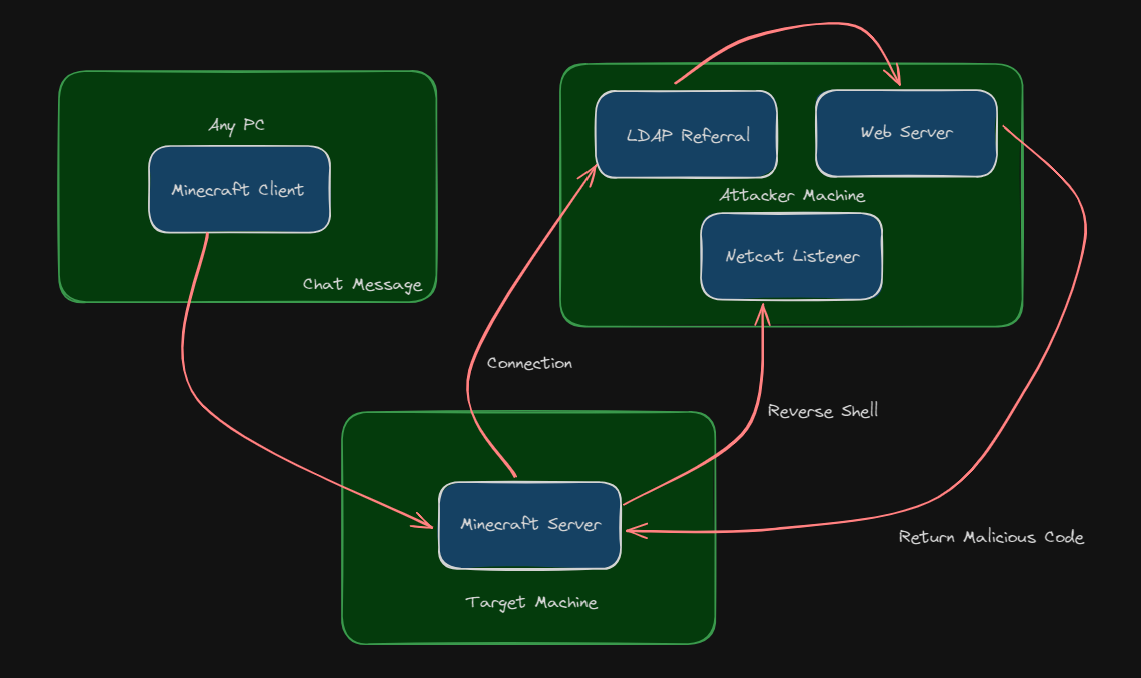 Any PC
Minecraft Client
Chat Message
LDAP Referral
Web Server
Attacker Machine
Netcat Listener
Connection
Reverse Shell
Minecraft Server
Return Malicious Code
Target Machine